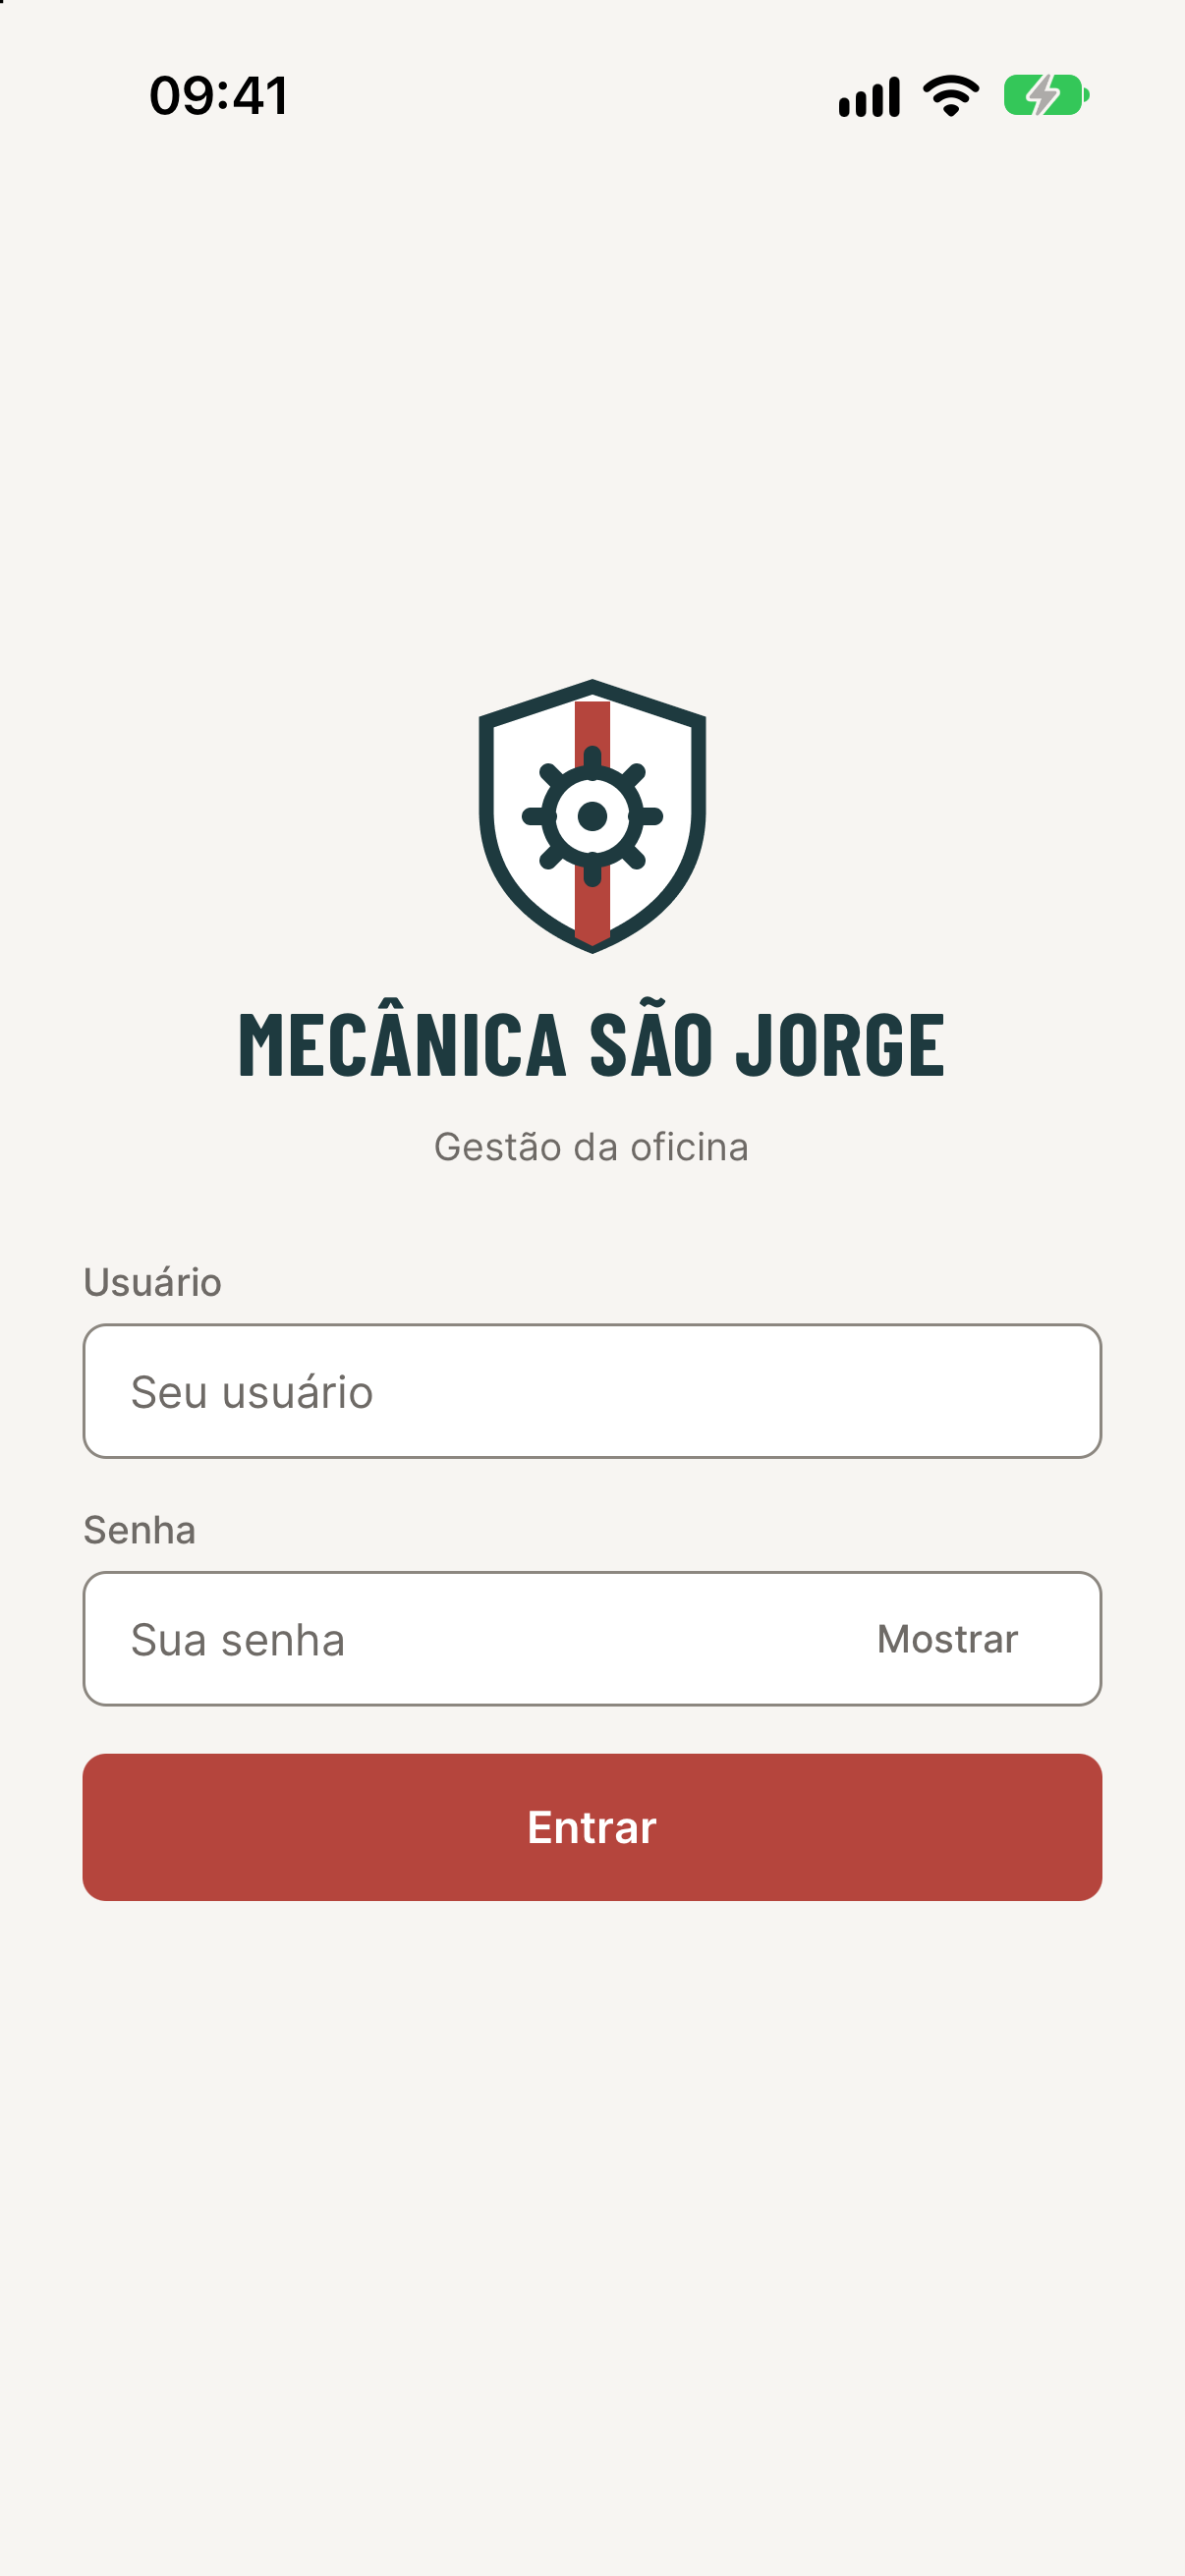 09:41
MECÂNICA SÃO JORGE
Gestão da oficina
Usuário
Seu usuário
Senha
Sua senha Mostrar
Entrar